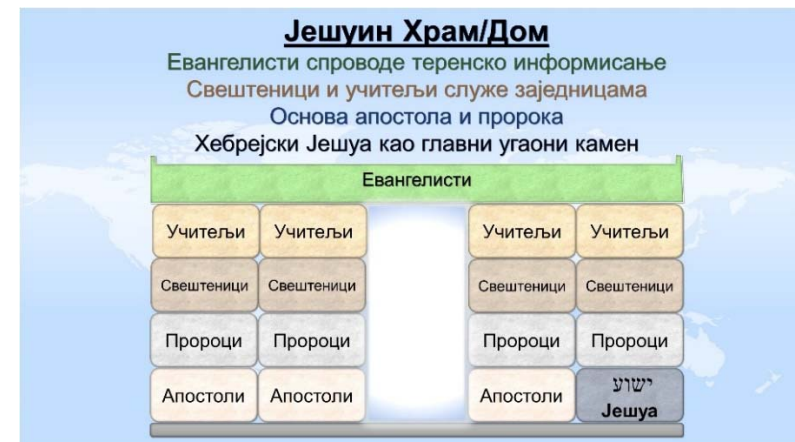 Јешуин Храм/Дом
Евангелисти спроводе теренско информисање
Свештеници и учитељи служе заједницама
Основа апостола и пророка
Хебрејски Јешуа као главни угаони камен
Евангелисти
Учитељи Учитељи Учитељи Учитељи
Свештеници Свештеници Свештеници Свештеници
Пророци Пророци Пророци Пророци
Апостоли Апостоли Апостоли ישוע
Јешуа